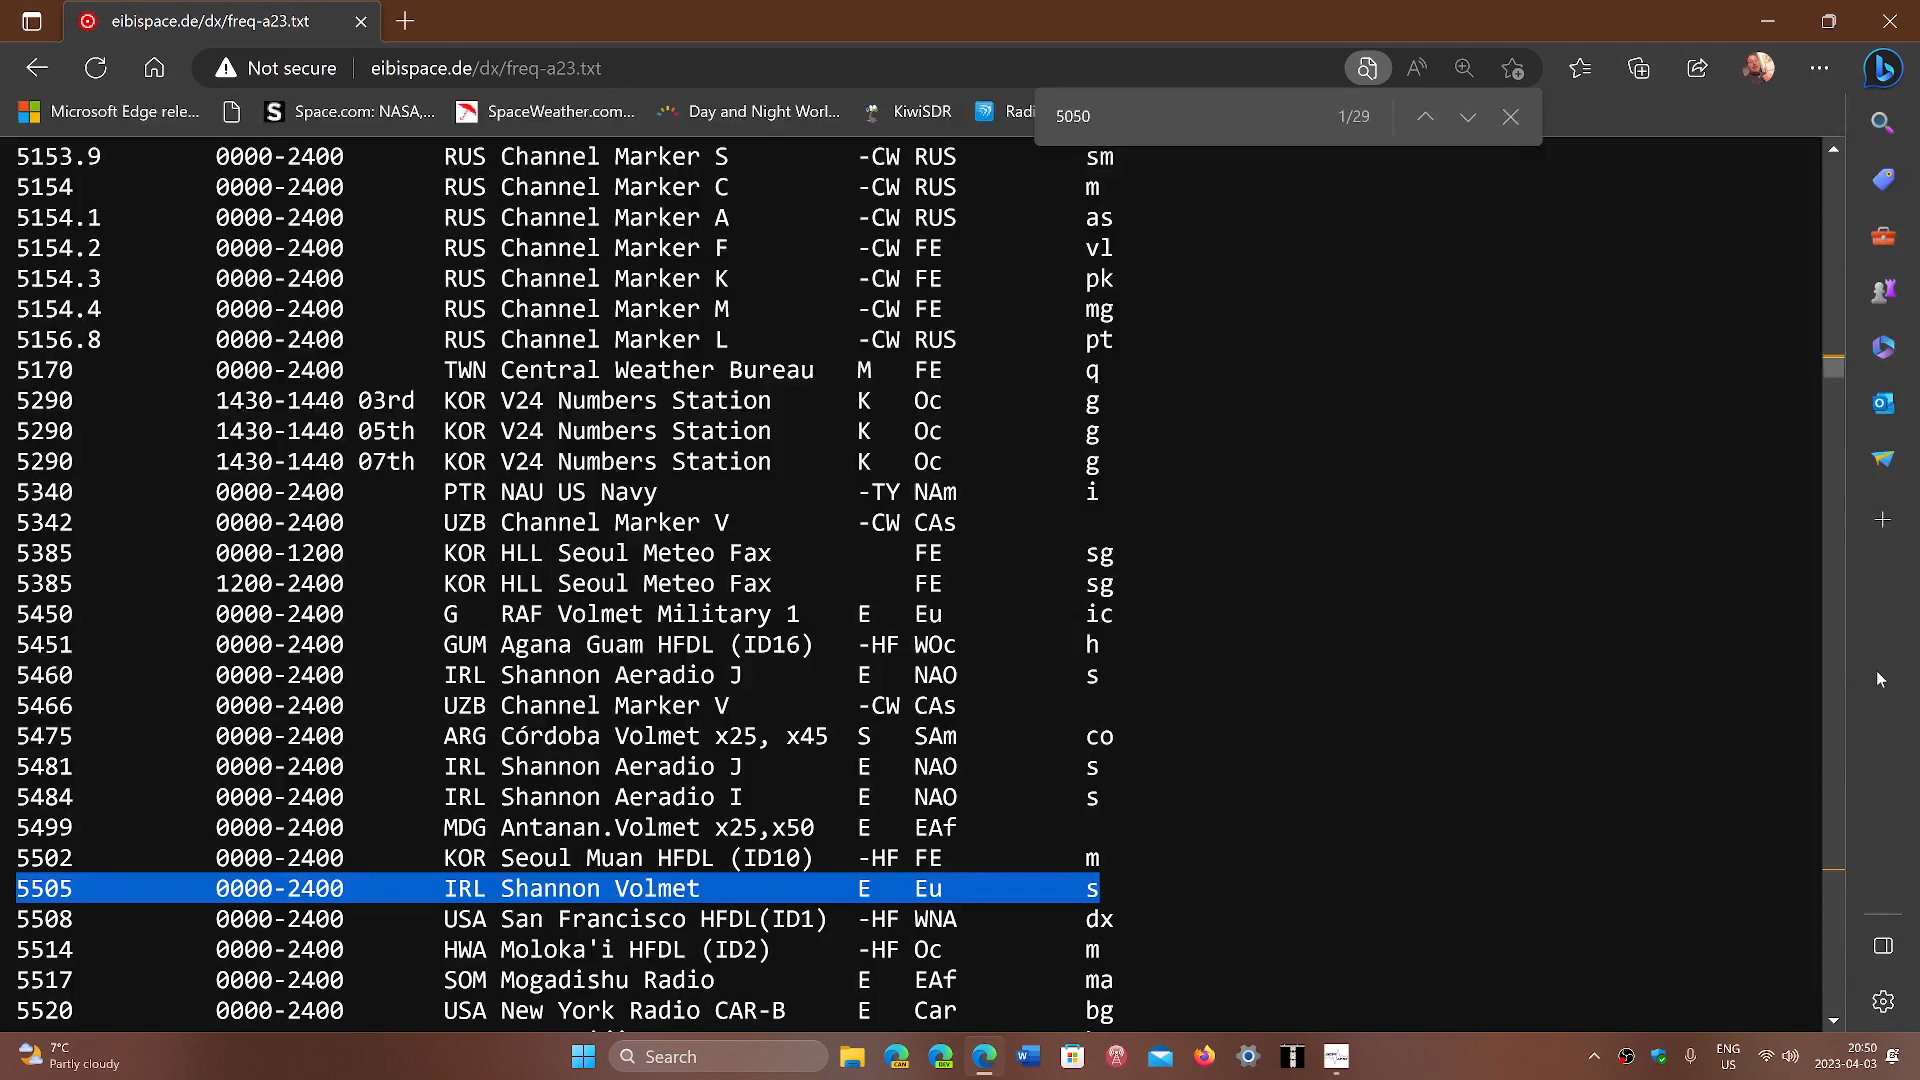 eibispace.de/dx/freq-a23.txt
Not secure eibispace.de/dx/freq-a23.txt
Microsoft Edge rele... Space.com: NASA,... SpaceWeather.com... Day and Night Worl... KiwiSDR Radi
5050 1/29
5153.9 0000-2400 RUS Channel Marker S -CW RUS sm
5154 0000-2400 RUS Channel Marker C -CW RUS m
5154.1 0000-2400 RUS Channel Marker A -CW RUS as
5154.2 0000-2400 RUS Channel Marker F -CW FE vl
5154.3 0000-2400 RUS Channel Marker K -CW FE pk
5154.4 0000-2400 RUS Channel Marker M -CW FE mg
5156.8 0000-2400 RUS Channel Marker L -CW RUS pt
5170 0000-2400 TWN Central Weather Bureau M FE q
5290 1430-1440 03rd KOR V24 Numbers Station K Oc g
5290 1430-1440 05th KOR V24 Numbers Station K Oc g
5290 1430-1440 07th KOR V24 Numbers Station K Oc g
5340 0000-2400 PTR NAU US Navy -TY NAm i
5342 0000-2400 UZB Channel Marker V -CW CAs
5385 0000-1200 KOR HLL Seoul Meteo Fax FE sg
5385 1200-2400 KOR HLL Seoul Meteo Fax FE sg
5450 0000-2400 G RAF Volmet Military 1 E Eu ic
5451 0000-2400 GUM Agana Guam HFDL (ID16) -HF WOc h
5460 0000-2400 IRL Shannon Aeradio J E NAO s
5466 0000-2400 UZB Channel Marker V -CW CAs
5475 0000-2400 ARG Córdoba Volmet x25, x45 S SAm co
5481 0000-2400 IRL Shannon Aeradio J E NAO s
5484 0000-2400 IRL Shannon Aeradio I E NAO s
5499 0000-2400 MDG Antanan.Volmet x25,x50 E EAf
5502 0000-2400 KOR Seoul Muan HFDL (ID10) -HF FE m
5505 0000-2400 IRL Shannon Volmet E Eu s
5508 0000-2400 USA San Francisco HFDL(ID1) -HF WNA dx
5514 0000-2400 HWA Moloka'i HFDL (ID2) -HF Oc m
5517 0000-2400 SOM Mogadishu Radio E EAf ma
5520 0000-2400 USA New York Radio CAR-B E Car bg
7°C
Partly cloudy
Search
CAN
DEV
ENG
US
20:50
2023-04-03